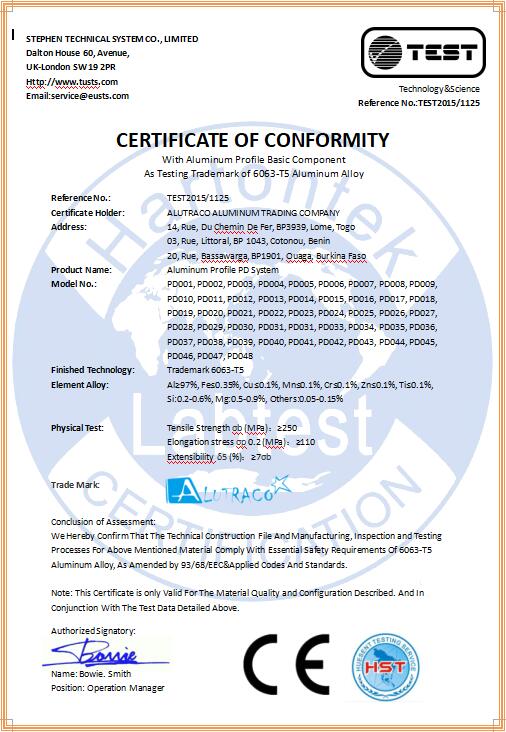 STEPHEN TECHNICAL SYSTEM CO., LIMITED
Dalton House 60, Avenue,
UK-London SW 19 2PR
Http://www.tusts.com
Email:service@eusts.com
TEST
Technology&Science
Reference No.:TEST2015/1125
CERTIFICATE OF CONFORMITY
With Aluminum Profile Basic Component
As Testing Trademark of 6063-T5 Aluminum Alloy
Reference No.: TEST2015/1125
Certificate Holder: ALUTRACO ALUMINUM TRADING COMPANY
Address: 14, Rue, Du Chemin De Fer, BP3939, Lome, Togo
03, Rue, Littoral, BP 1043, Cotonou, Benin
20, Rue, Bassawarga, BP1901, Ouaga, Burkina Faso
Product Name: Aluminum Profile PD System
Model No.: PD001, PD002, PD003, PD004, PD005, PD006, PD007, PD008, PD009,
PD010, PD011, PD012, PD013, PD014, PD015, PD016, PD017, PD018,
PD019, PD020, PD021, PD022, PD023, PD024, PD025, PD026, PD027,
PD028, PD029, PD030, PD031, PD031, PD033, PD034, PD035, PD036,
PD037, PD038, PD039, PD040, PD041, PD042, PD043, PD044, PD045,
PD046, PD047, PD048
Finished Technology: Trademark 6063-T5
Element Alloy: Al≥97%, Fe≤0.35%, Cu≤0.1%, Mn≤0.1%, Cr≤0.1%, Zn≤0.1%, Ti≤0.1%,
Si:0.2-0.6%, Mg:0.5-0.9%, Others:0.05-0.15%
Physical Test: Tensile Strength σb (MPa)：≥250
Elongation stress σp 0.2 (MPa)：≥110
Extensibility δ5 (%)：≥7σb
Trade Mark: ALUTRACO
Conclusion of Assessment:
We Hereby Confirm That The Technical Construction File And Manufacturing, Inspection and Testing
Processes For Above Mentioned Material Comply With Essential Safety Requirements Of 6063-T5
Aluminum Alloy, As Amended by 93/68/EEC&Applied Codes And Standards.
Note: This Certificate is only Valid For The Material Quality and Configuration Described. And In
Conjunction With The Test Data Detailed Above.
Authorized Signatory:
Bowie
Name: Bowie. Smith
Position: Operation Manager
CE
HUESENT TESTING SERVICE
HST
Hartontek
Labtest
CERTIFICATION